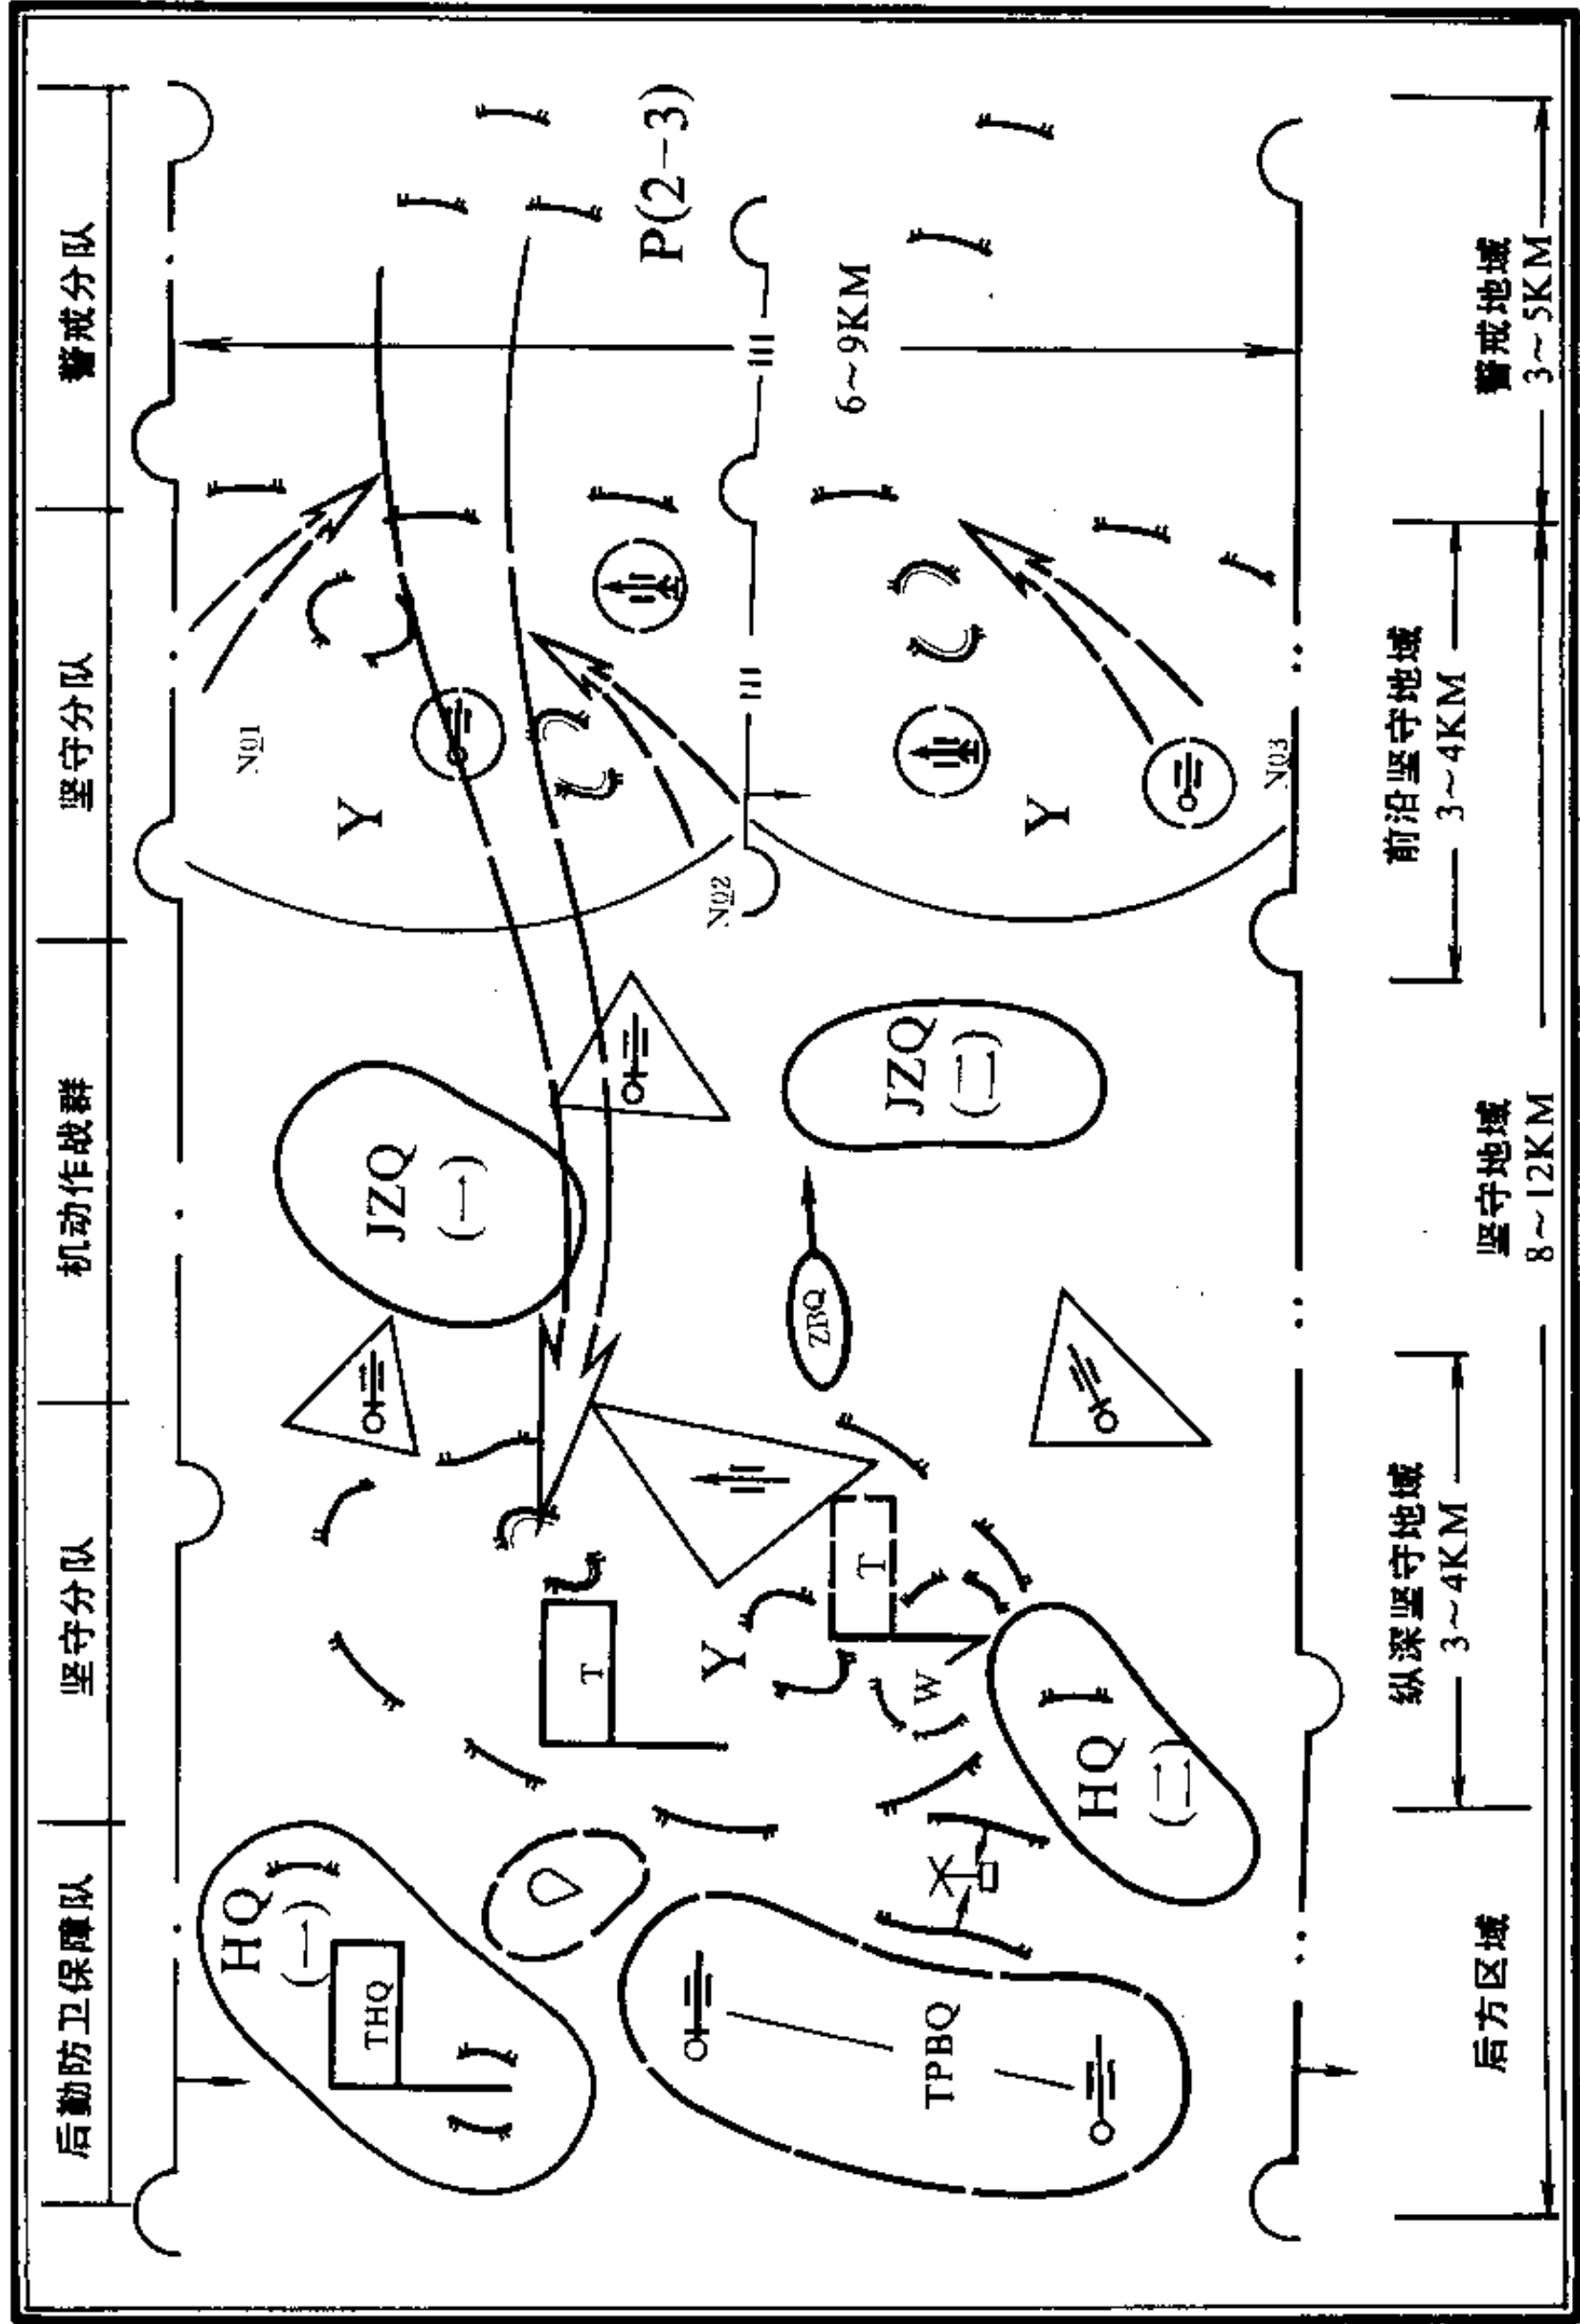 后勤防卫保障队
坚守分队
机动作战群
坚守分队
警戒分队
HQ
(一)
THQ
T
JZQ
(一)
Y
N01
P(2—3)
Y
T
W
ZBQ
JZQ
(二)
N02
Y
6~9KM
TPBQ
HQ
(二)
N03
纵深坚守地域
3~4KM
前沿坚守地域
3~4KM
后方区域
坚守地域
8~12KM
警戒地域
3~5KM